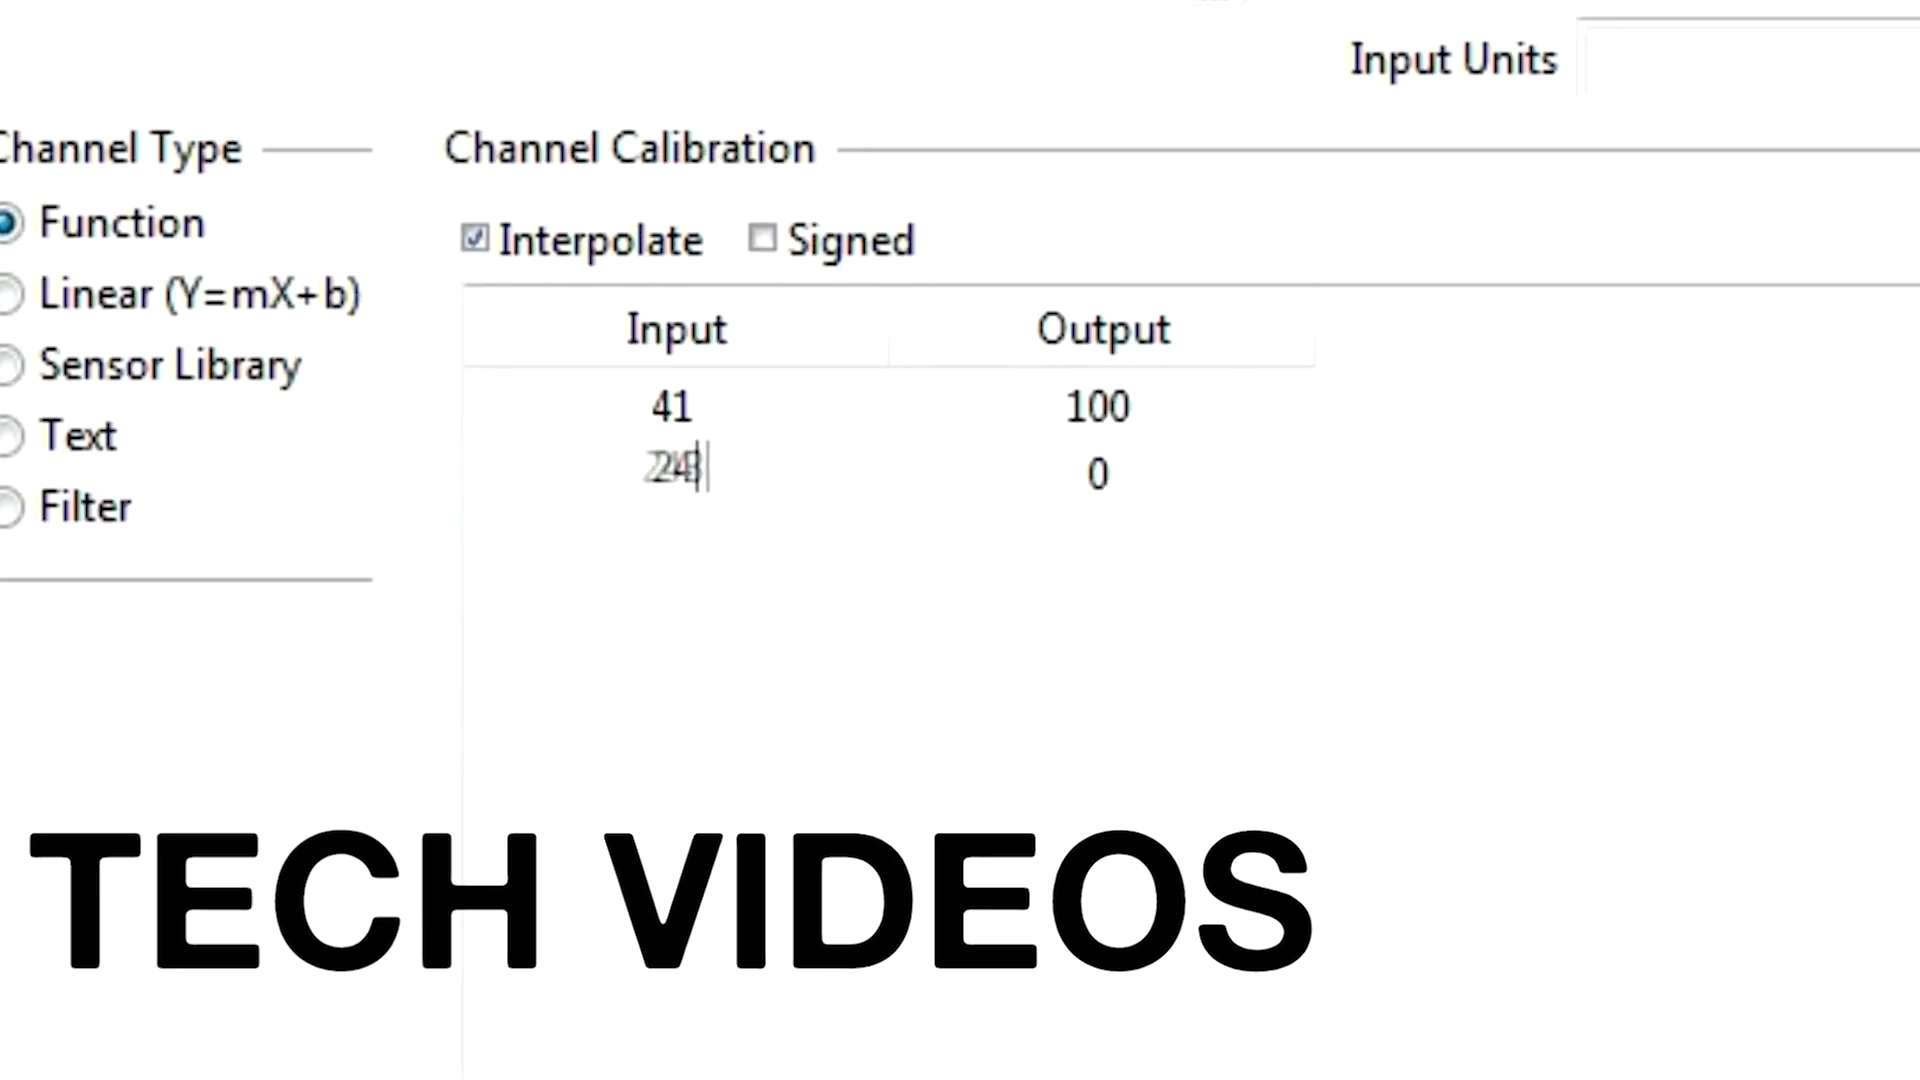 Input Units
Channel Type
Channel Calibration
Function
Interpolate
Signed
Linear (Y=mX+b)
Input
Output
Sensor Library
41
100
Text
0
Filter
TECH VIDEOS